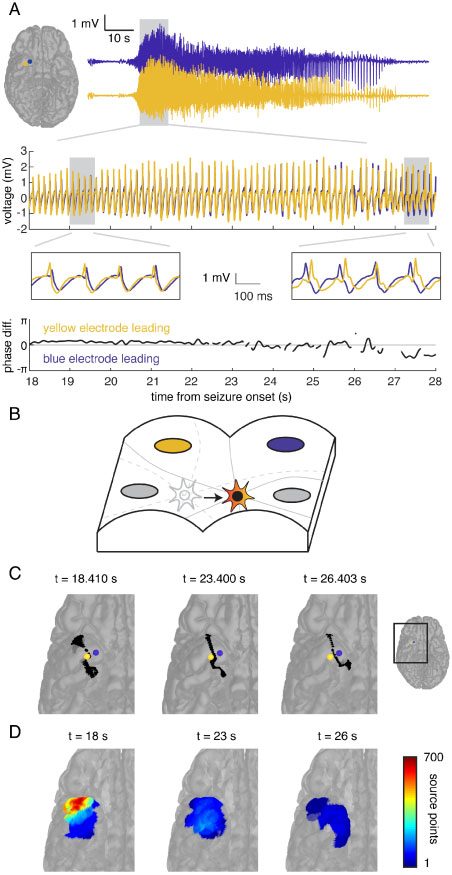 A
1 mV
10 s
voltage (mV)
3
2
1
0
-1
-2
1 mV
100 ms
phase diff.
π
0
-π
yellow electrode leading
blue electrode leading
18 19 20 21 22 23 24 25 26 27 28
time from seizure onset (s)
B
C
t = 18.410 s t = 23.400 s t = 26.403 s
D
t = 18 s t = 23 s t = 26 s
700
source points
1